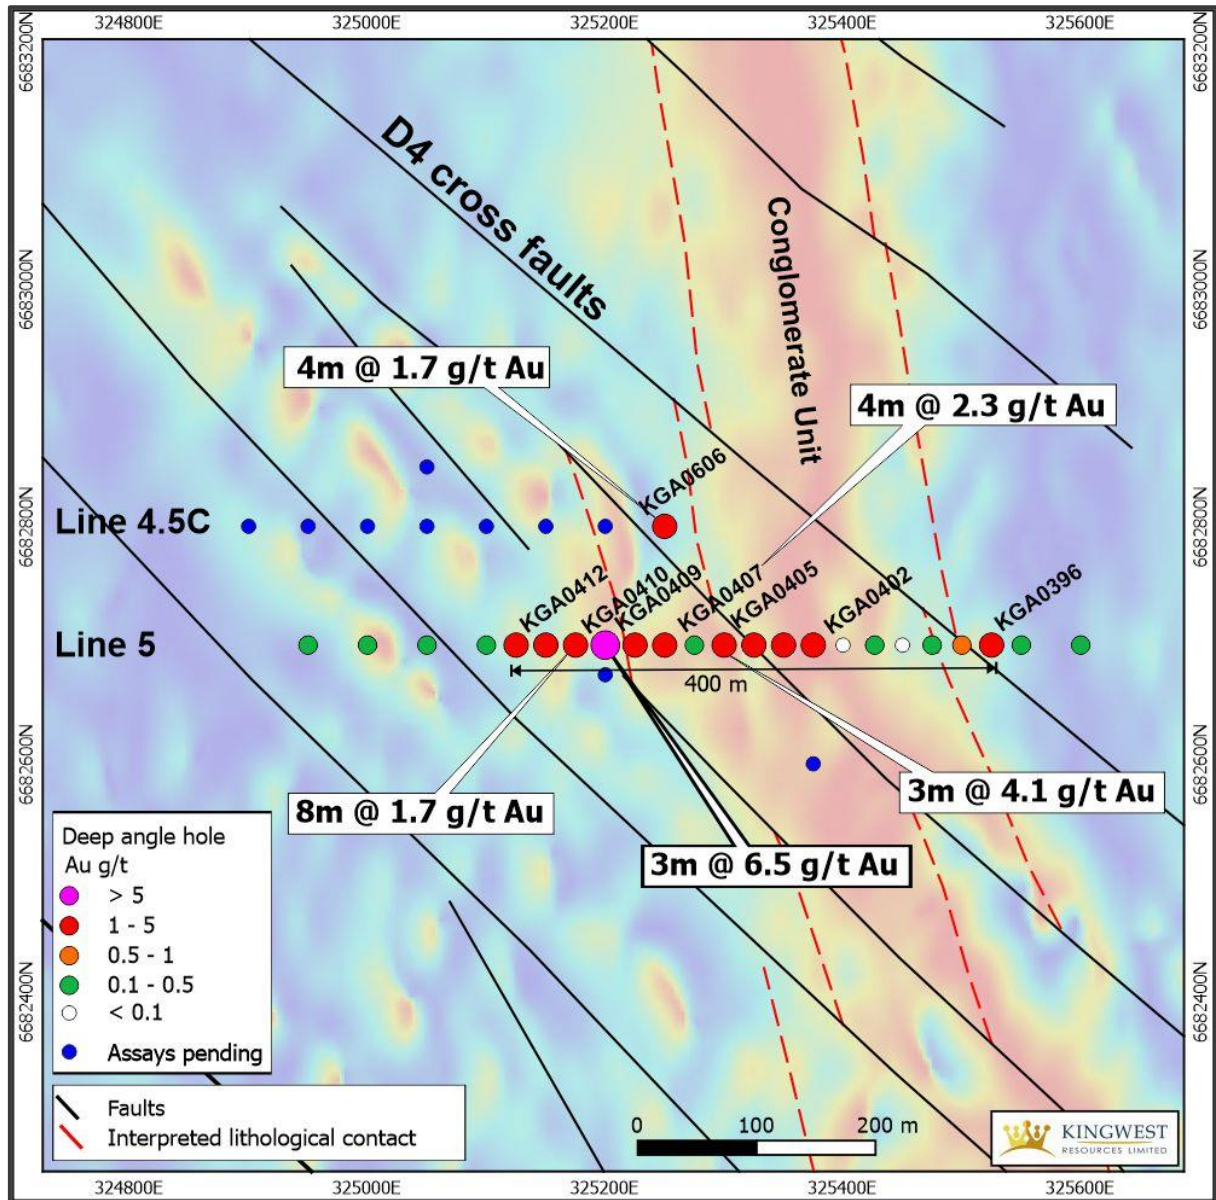 324800E 325000E 325200E 325400E 325600E
6683200N
6683200N
D4 cross faults
Conglomerate Unit
6683000N
6683000N
4m @ 1.7 g/t Au
4m @ 2.3 g/t Au
KGA0606
Line 4.5C
6682800N
6682800N
KGA0412 KGA0410 KGA0409 KGA0407 KGA0405 KGA0402 KGA0396
Line 5
400 m
6682600N
6682600N
8m @ 1.7 g/t Au
3m @ 4.1 g/t Au
3m @ 6.5 g/t Au
Deep angle hole
Au g/t
> 5
1 - 5
0.5 - 1
0.1 - 0.5
< 0.1
Assays pending
6682400N
6682400N
Faults
Interpreted lithological contact
0 100 200 m
KINGWEST
RESOURCES LIMITED
324800E 325000E 325200E 325400E 325600E